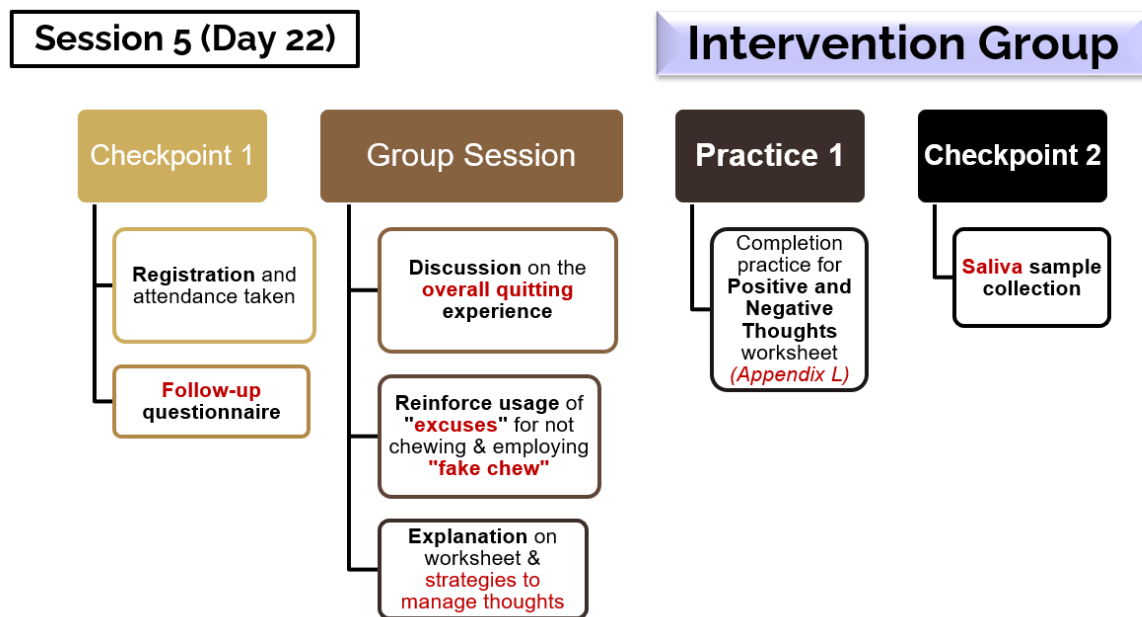 Session 5 (Day 22)
Intervention Group
Checkpoint 1
Registration and
attendance taken
Follow-up
questionnaire
Group Session
Discussion on the
overall quitting
experience
Reinforce usage of
"excuses" for not
chewing & employing
"fake chew"
Explanation on
worksheet &
strategies to
manage thoughts
Practice 1
Completion
practice for
Positive and
Negative
Thoughts
worksheet
(Appendix L)
Checkpoint 2
Saliva sample
collection